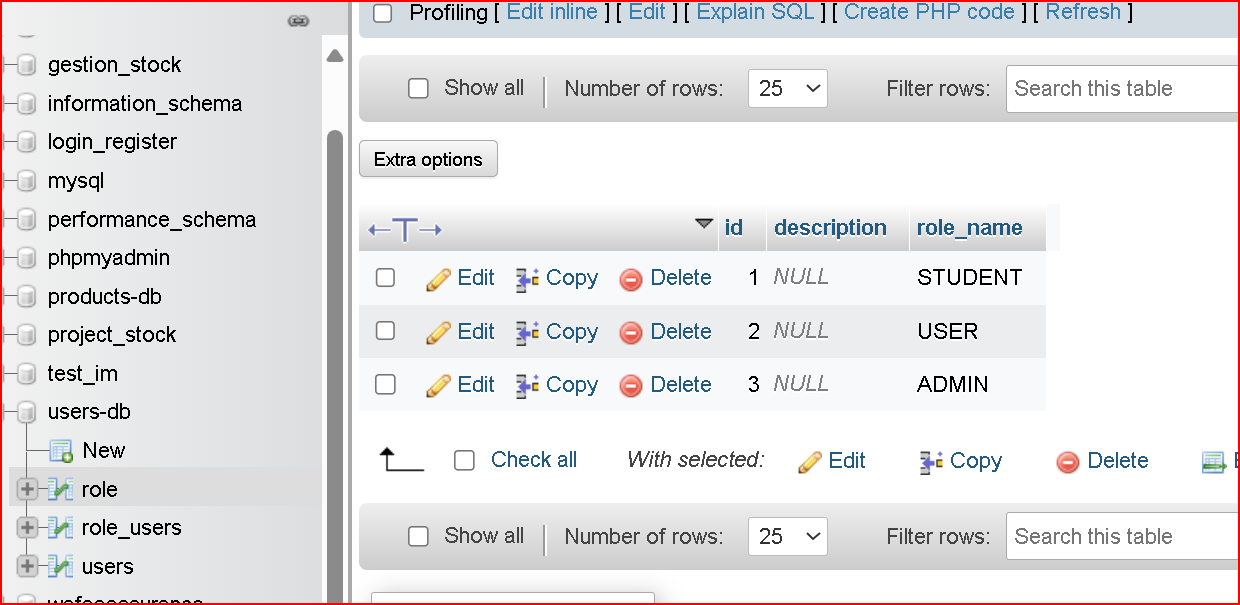 gestion_stock
information_schema
login_register
mysql
performance_schema
phpmyadmin
products-db
project_stock
test_im
users-db
New
role
role_users
users
Profiling [ Edit inline ] [ Edit ] [ Explain SQL ] [ Create PHP code ] [ Refresh ]
Show all Number of rows: 25 Filter rows: Search this table
Extra options
id description role_name
Edit Copy Delete 1 NULL STUDENT
Edit Copy Delete 2 NULL USER
Edit Copy Delete 3 NULL ADMIN
Check all With selected: Edit Copy Delete
Show all Number of rows: 25 Filter rows: Search this table